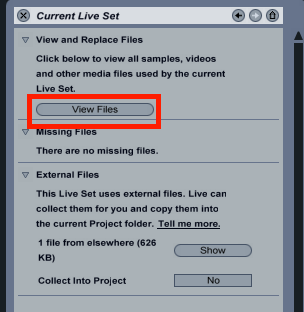 Current Live Set
View and Replace Files
Click below to view all samples, videos
and other media files used by the current
Live Set.
View Files
Missing Files
There are no missing files.
External Files
This Live Set uses external files. Live can
collect them for you and copy them into
the current Project folder. Tell me more.
1 file from elsewhere (626
KB)
Show
Collect Into Project
No